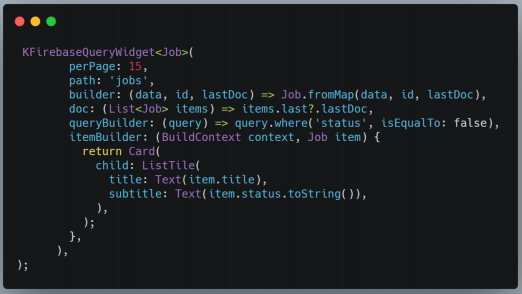 KFirebaseQueryWidget<Job>(
perPage: 15,
path: 'jobs',
builder: (data, id, lastDoc) => Job.fromMap(data, id, lastDoc),
doc: (List<Job> items) => items.last?.lastDoc,
queryBuilder: (query) => query.where('status', isEqualTo: false),
itemBuilder: (BuildContext context, Job item) {
return Card(
child: ListTile(
title: Text(item.title),
subtitle: Text(item.status.toString()),
),
);
},
),
);